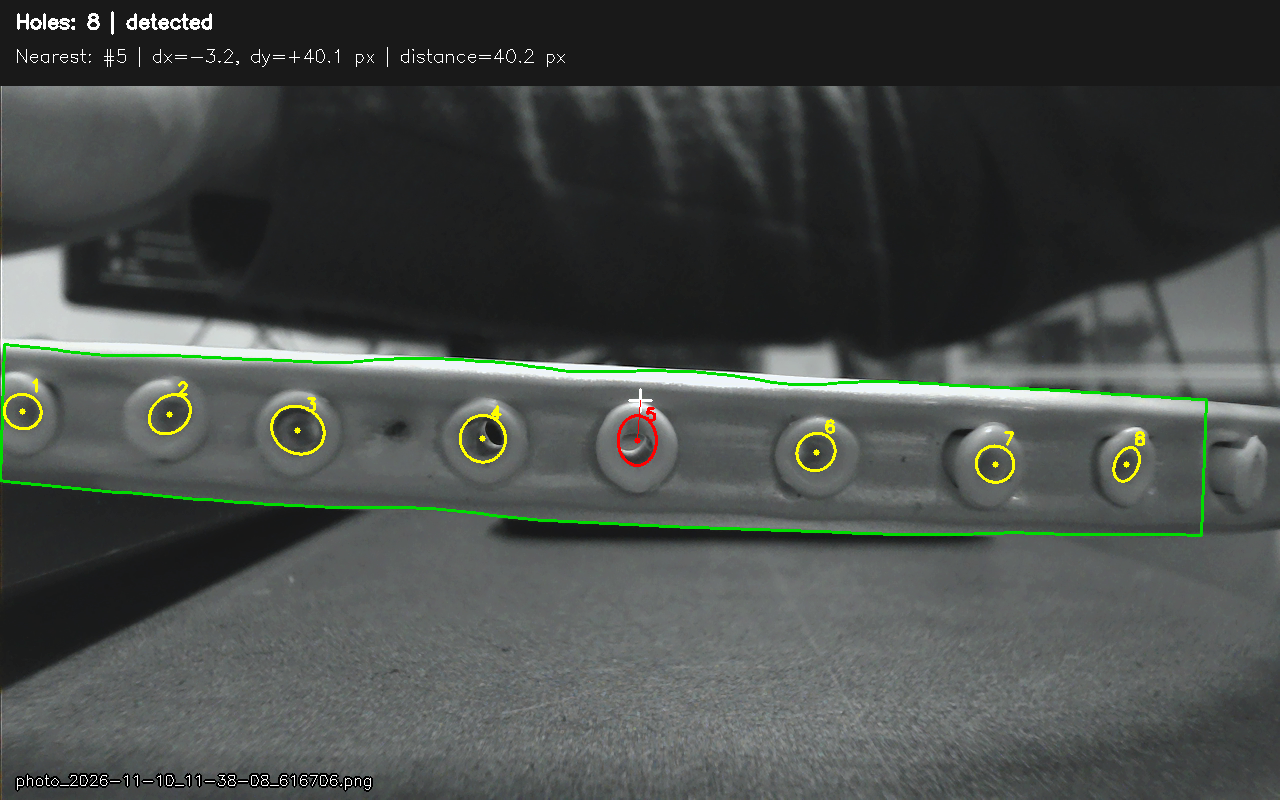 Holes: 8 | detected
Nearest: #5 | dx=-3.2, dy=+40.1 px | distance=40.2 px
1
2
3
4
5
6
7
8
photo_2026-11-10_11-38-08_616706.png